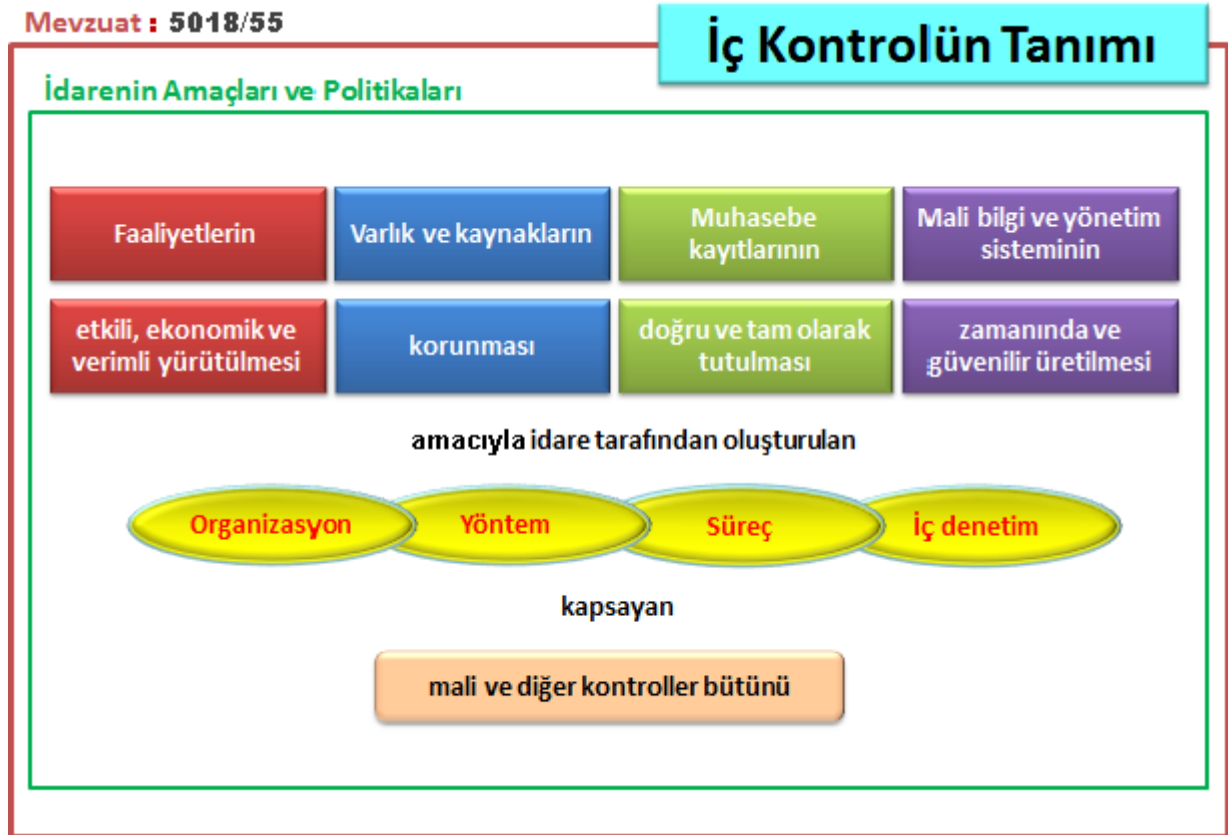 Mevzuat : 5018/55
İç Kontrolün Tanımı
İdarenin Amaçları ve Politikaları
Faaliyetlerin
Varlık ve kaynakların
Muhasebe
kayıtlarının
Mali bilgi ve yönetim
sisteminin
etkili, ekonomik ve
verimli yürütülmesi
korunması
doğru ve tam olarak
tutulması
zamanında ve
güvenilir üretilmesi
amacıyla idare tarafından oluşturulan
Organizasyon
Yöntem
Süreç
İç denetim
kapsayan
mali ve diğer kontroller bütünü